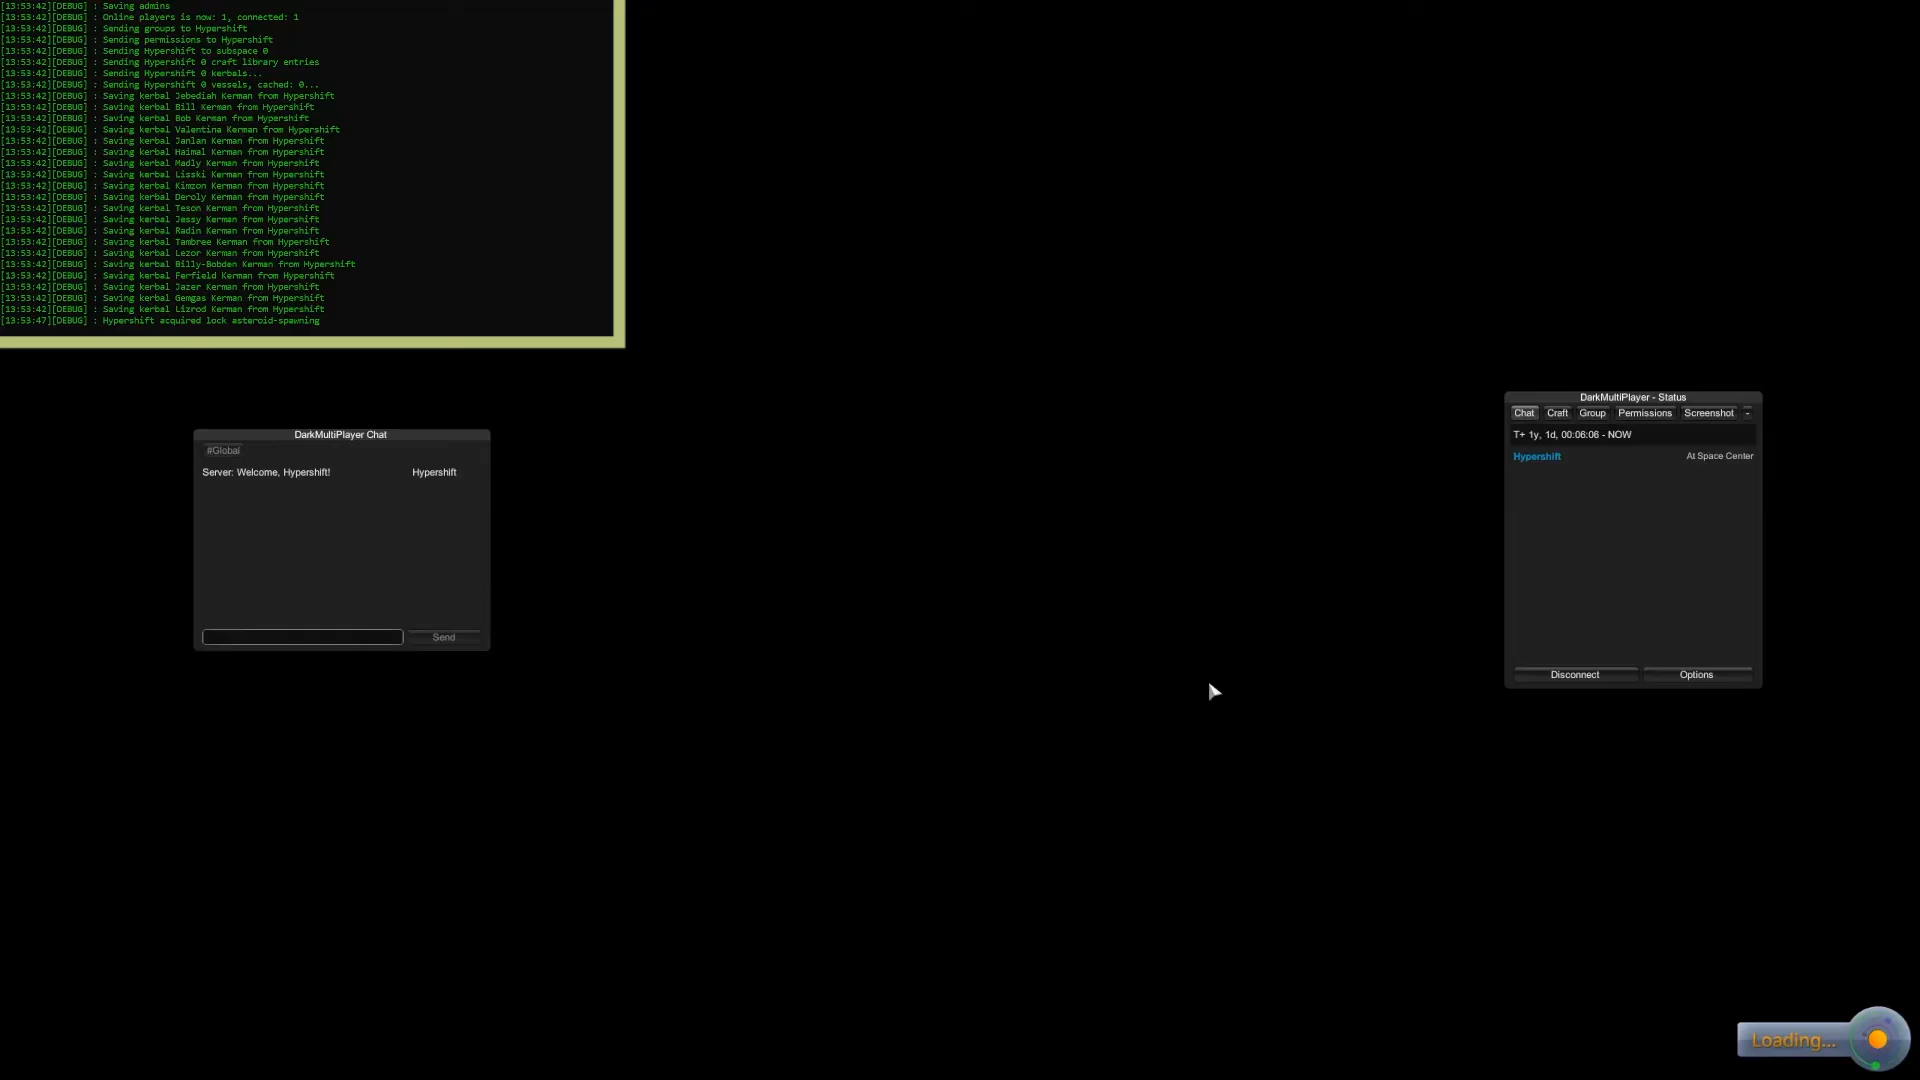 [13:53:42][DEBUG] : Saving admins
[13:53:42][DEBUG] : Online players is now: 1, connected: 1
[13:53:42][DEBUG] : Sending groups to Hypershift
[13:53:42][DEBUG] : Sending permissions to Hypershift
[13:53:42][DEBUG] : Sending Hypershift to subspace 0
[13:53:42][DEBUG] : Sending Hypershift 0 craft library entries
[13:53:42][DEBUG] : Sending Hypershift 0 kerbals...
[13:53:42][DEBUG] : Sending Hypershift 0 vessels, cached: 0...
[13:53:42][DEBUG] : Saving kerbal Jebediah Kerman from Hypershift
[13:53:42][DEBUG] : Saving kerbal Bill Kerman from Hypershift
[13:53:42][DEBUG] : Saving kerbal Bob Kerman from Hypershift
[13:53:42][DEBUG] : Saving kerbal Valentina Kerman from Hypershift
[13:53:42][DEBUG] : Saving kerbal Janlan Kerman from Hypershift
[13:53:42][DEBUG] : Saving kerbal Haimal Kerman from Hypershift
[13:53:42][DEBUG] : Saving kerbal Madly Kerman from Hypershift
[13:53:42][DEBUG] : Saving kerbal Lisski Kerman from Hypershift
[13:53:42][DEBUG] : Saving kerbal Kimzon Kerman from Hypershift
[13:53:42][DEBUG] : Saving kerbal Deroly Kerman from Hypershift
[13:53:42][DEBUG] : Saving kerbal Teson Kerman from Hypershift
[13:53:42][DEBUG] : Saving kerbal Jessy Kerman from Hypershift
[13:53:42][DEBUG] : Saving kerbal Radin Kerman from Hypershift
[13:53:42][DEBUG] : Saving kerbal Tambree Kerman from Hypershift
[13:53:42][DEBUG] : Saving kerbal Lezor Kerman from Hypershift
[13:53:42][DEBUG] : Saving kerbal Billy-Bobden Kerman from Hypershift
[13:53:42][DEBUG] : Saving kerbal Ferfield Kerman from Hypershift
[13:53:42][DEBUG] : Saving kerbal Jazer Kerman from Hypershift
[13:53:42][DEBUG] : Saving kerbal Gemgas Kerman from Hypershift
[13:53:42][DEBUG] : Saving kerbal Lizrod Kerman from Hypershift
[13:53:47][DEBUG] : Hypershift acquired lock asteroid-spawning
DarkMultiPlayer Chat
#Global
Server: Welcome, Hypershift! Hypershift
Send
DarkMultiPlayer - Status
Chat Craft Group Permissions Screenshot -
T+ 1y, 1d, 00:06:06 - NOW
Hypershift At Space Center
Disconnect Options
Loading...